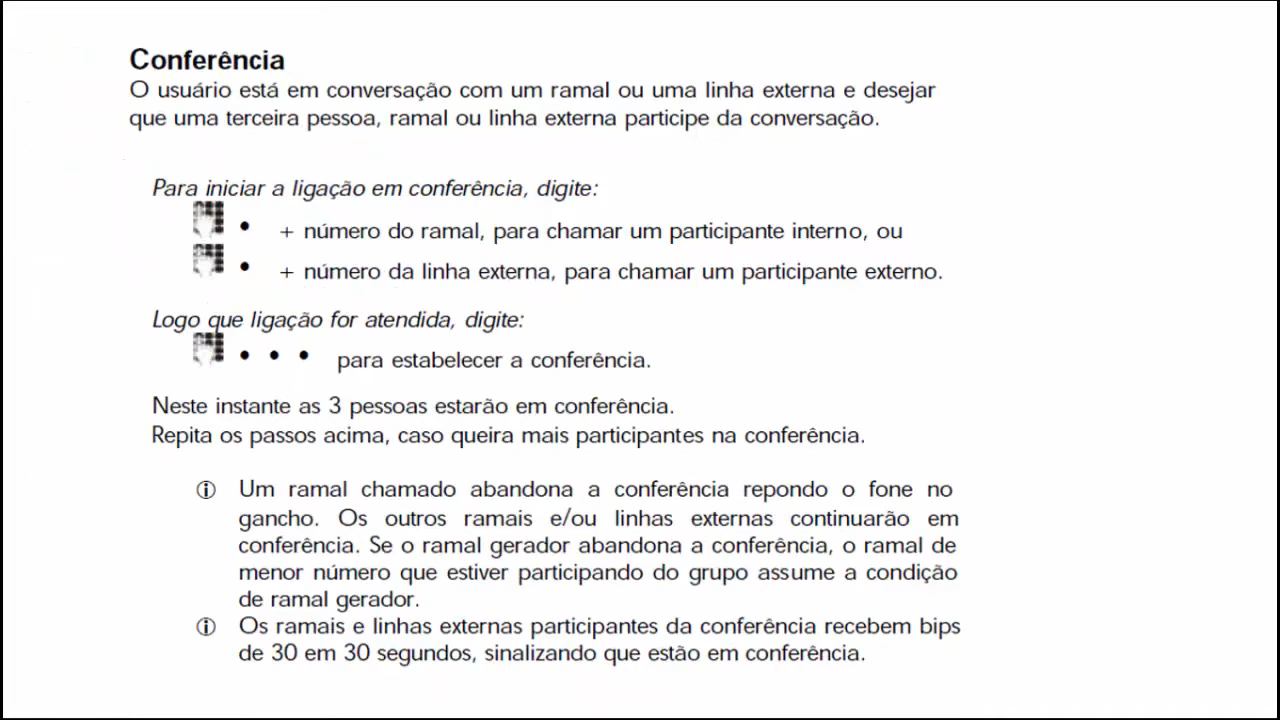 Conferência
O usuário está em conversação com um ramal ou uma linha externa e desejar
que uma terceira pessoa, ramal ou linha externa participe da conversação.
Para iniciar a ligação em conferência, digite:
• + número do ramal, para chamar um participante interno, ou
• + número da linha externa, para chamar um participante externo.
Logo que ligação for atendida, digite:
• • • para estabelecer a conferência.
Neste instante as 3 pessoas estarão em conferência.
Repita os passos acima, caso queira mais participantes na conferência.
Um ramal chamado abandona a conferência repondo o fone no
gancho. Os outros ramais e/ou linhas externas continuarão em
conferência. Se o ramal gerador abandona a conferência, o ramal de
menor número que estiver participando do grupo assume a condição
de ramal gerador.
Os ramais e linhas externas participantes da conferência recebem bips
de 30 em 30 segundos, sinalizando que estão em conferência.